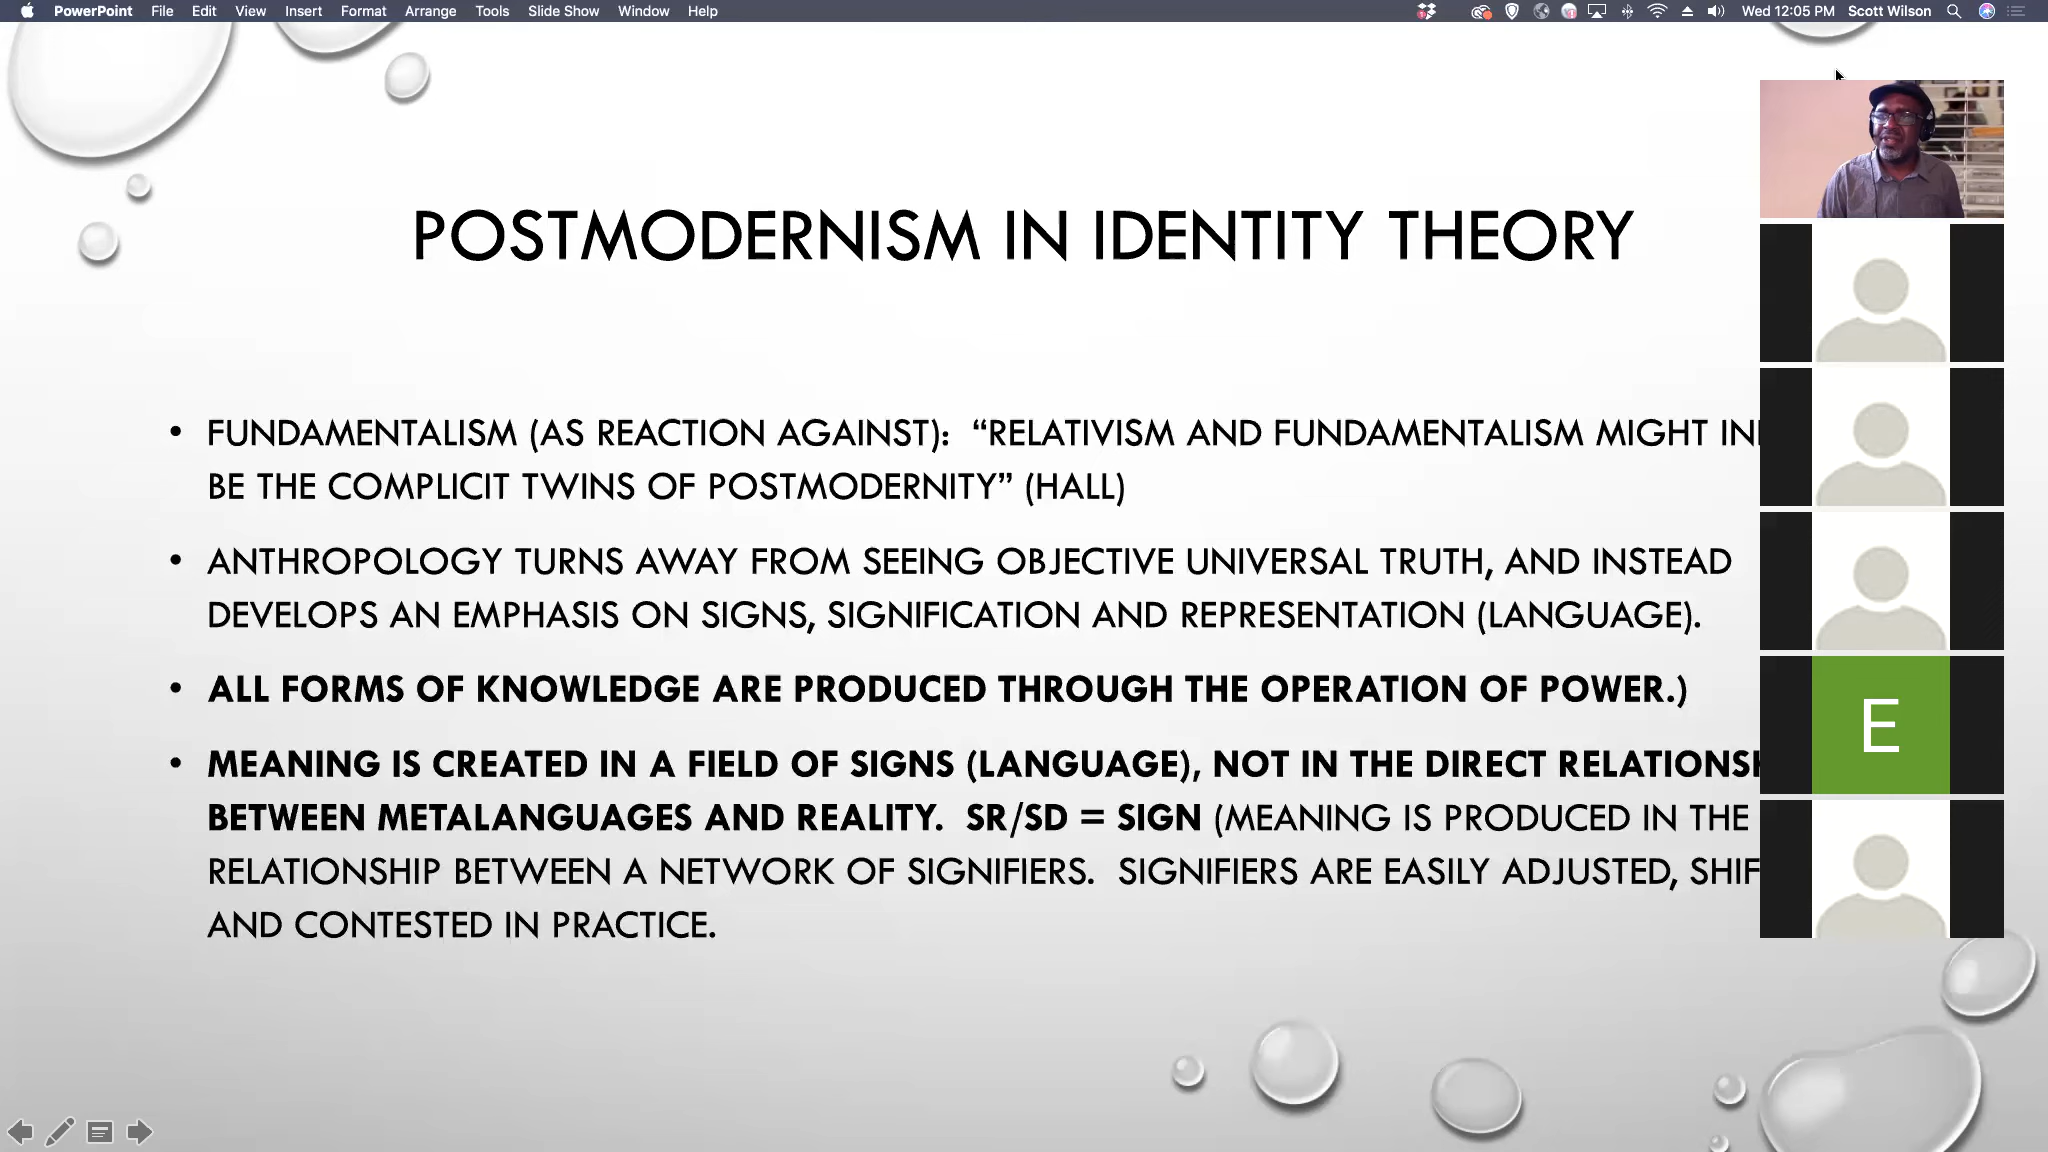 PowerPoint File Edit View Insert Format Arrange Tools Slide Show Window Help Wed 12:05 PM Scott Wilson
POSTMODERNISM IN IDENTITY THEORY
• FUNDAMENTALISM (AS REACTION AGAINST): “RELATIVISM AND FUNDAMENTALISM MIGHT
BE THE COMPLICIT TWINS OF POSTMODERNITY” (HALL)
• ANTHROPOLOGY TURNS AWAY FROM SEEING OBJECTIVE UNIVERSAL TRUTH, AND INSTEAD
DEVELOPS AN EMPHASIS ON SIGNS, SIGNIFICATION AND REPRESENTATION (LANGUAGE).
• ALL FORMS OF KNOWLEDGE ARE PRODUCED THROUGH THE OPERATION OF POWER.)
• MEANING IS CREATED IN A FIELD OF SIGNS (LANGUAGE), NOT IN THE DIRECT
BETWEEN METALANGUAGES AND REALITY. SR/SD = SIGN (MEANING IS PRODUCED IN THE
RELATIONSHIP BETWEEN A NETWORK OF SIGNIFIERS. SIGNIFIERS ARE EASILY ADJUSTED,
AND CONTESTED IN PRACTICE.
E